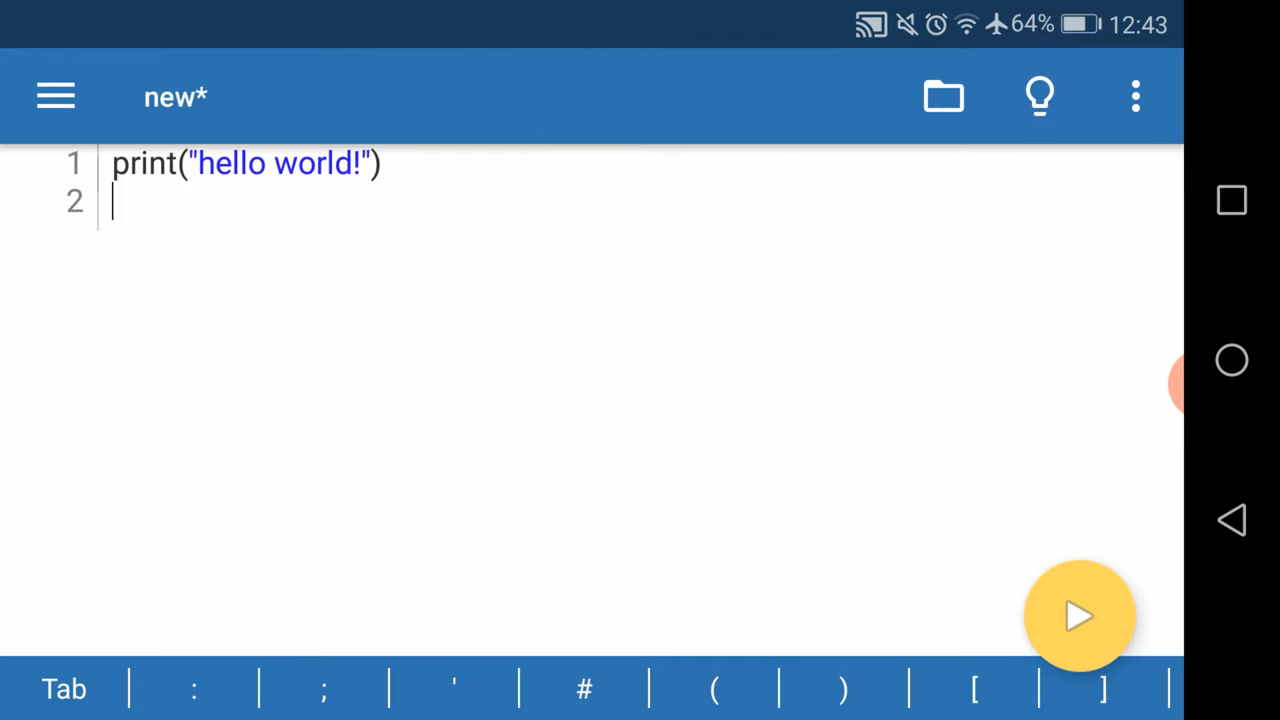 64% 12:43
new*
1 print("hello world!")
2
Tab : ; ' # ( ) [ ]